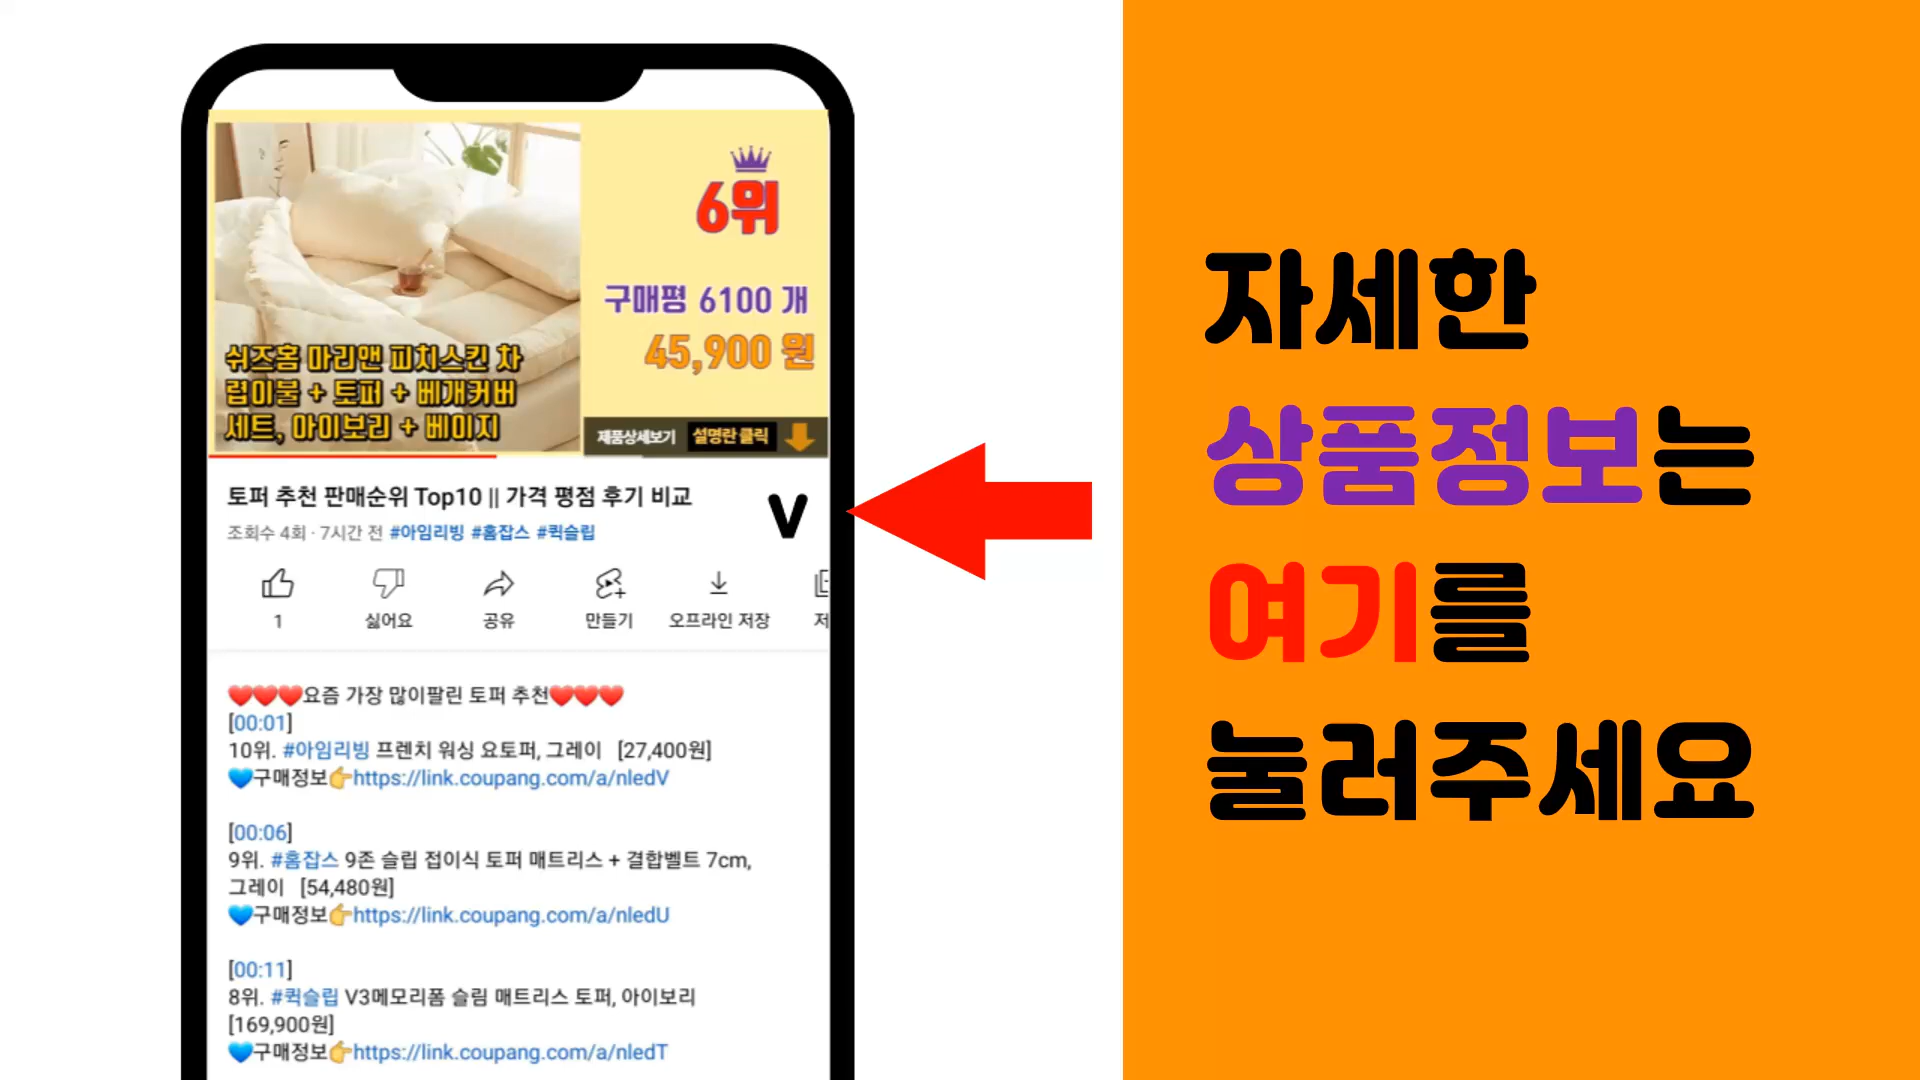 6위
구매평 6100 개
45,900 원
쉬즈홈 마리앤 피치스킨 차
렵이불 + 토퍼 + 베개커버
세트, 아이보리 + 베이지
제품상세보기 설명란 클릭
토퍼 추천 판매순위 Top10 || 가격 평점 후기 비교
V
조회수 4회 · 7시간 전 #아임리빙 #홈잡스 #퀵슬립
1 싫어요 공유 만들기 오프라인 저장 저
❤️❤️❤️요즘 가장 많이팔린 토퍼 추천❤️❤️❤️
[00:01]
10위. #아임리빙 프렌치 워싱 요토퍼, 그레이 [27,400원]
💙구매정보👉https://link.coupang.com/a/nledV
[00:06]
9위. #홈잡스 9존 슬립 접이식 토퍼 매트리스 + 결합벨트 7cm,
그레이 [54,480원]
💙구매정보👉https://link.coupang.com/a/nledU
[00:11]
8위. #퀵슬립 V3메모리폼 슬림 매트리스 토퍼, 아이보리
[169,900원]
💙구매정보👉https://link.coupang.com/a/nledT
자세한
상품정보는
여기를
눌러주세요